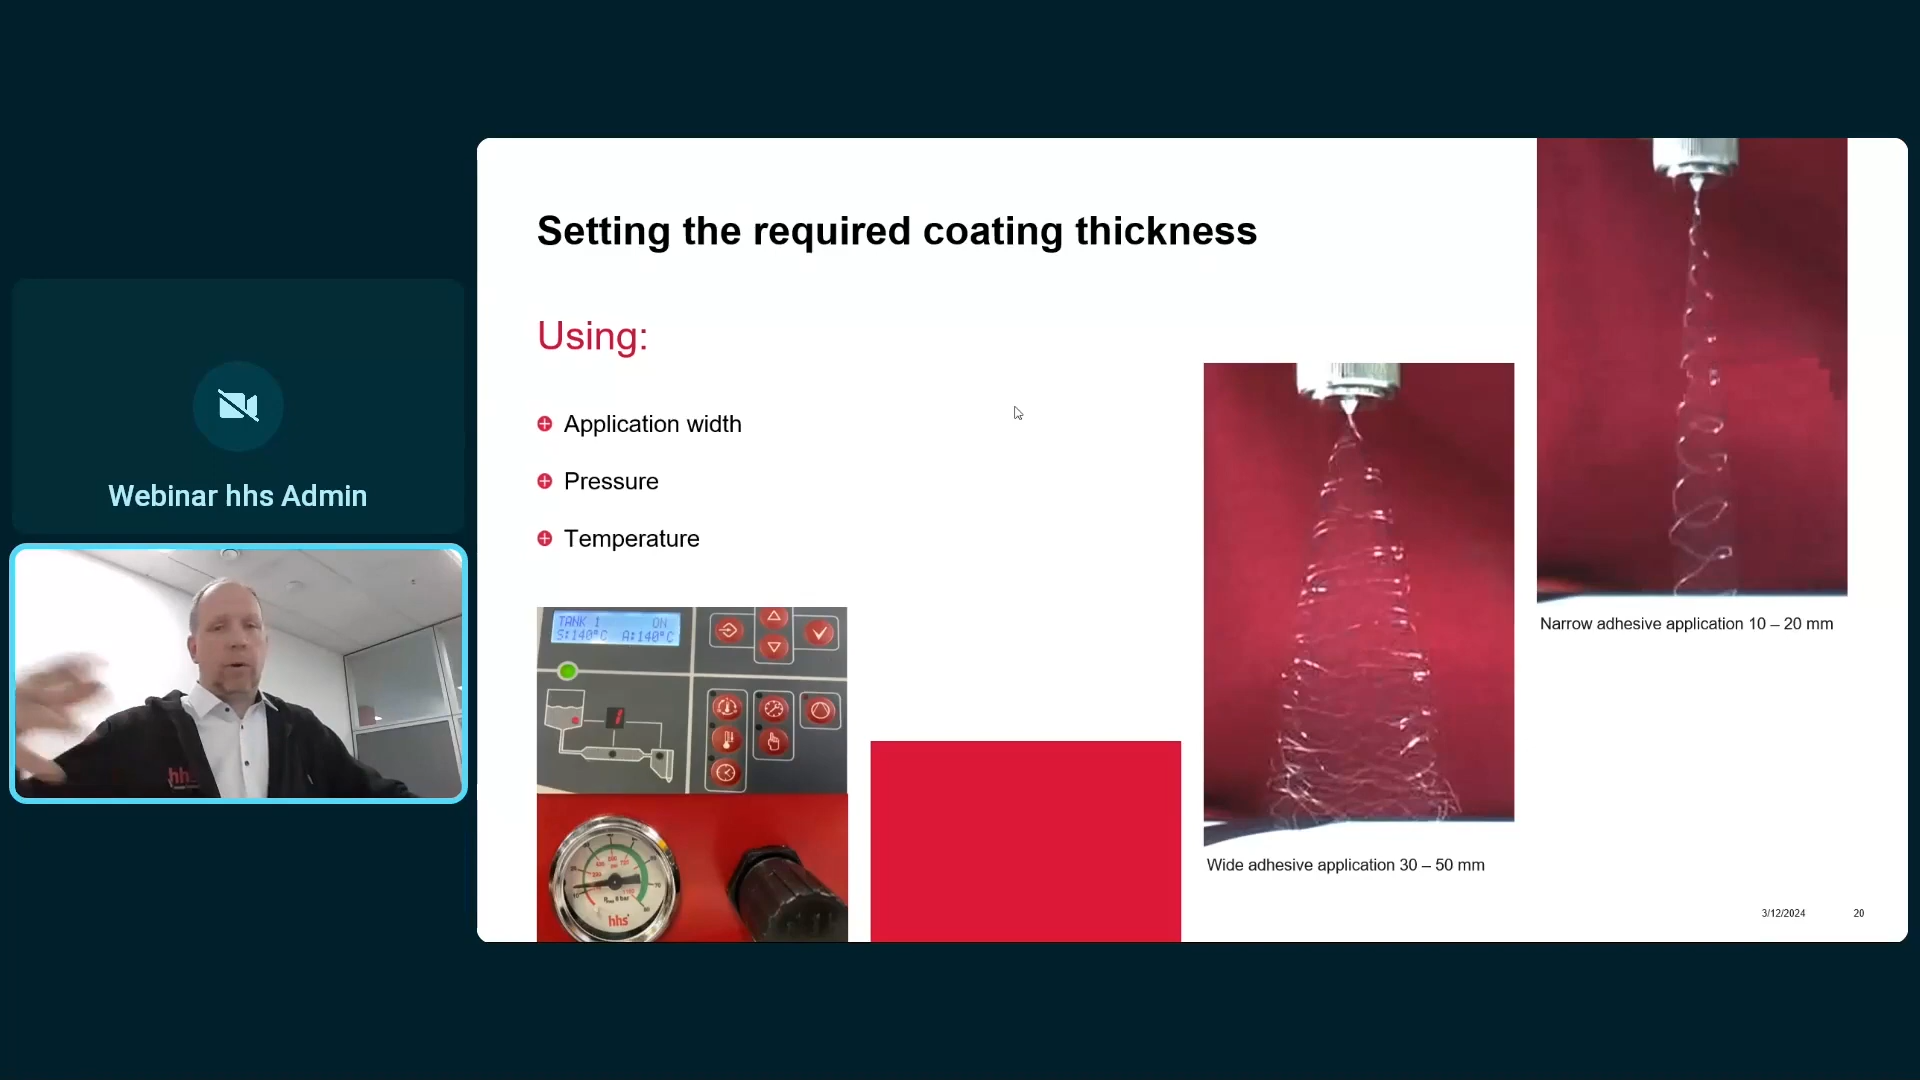 Setting the required coating thickness
Using:
Application width
Pressure
Temperature
TANK 1 ON
S:140°C A:140°C
hhs
Wide adhesive application 30 – 50 mm
Narrow adhesive application 10 – 20 mm
3/12/2024 20
Webinar hhs Admin
hhs